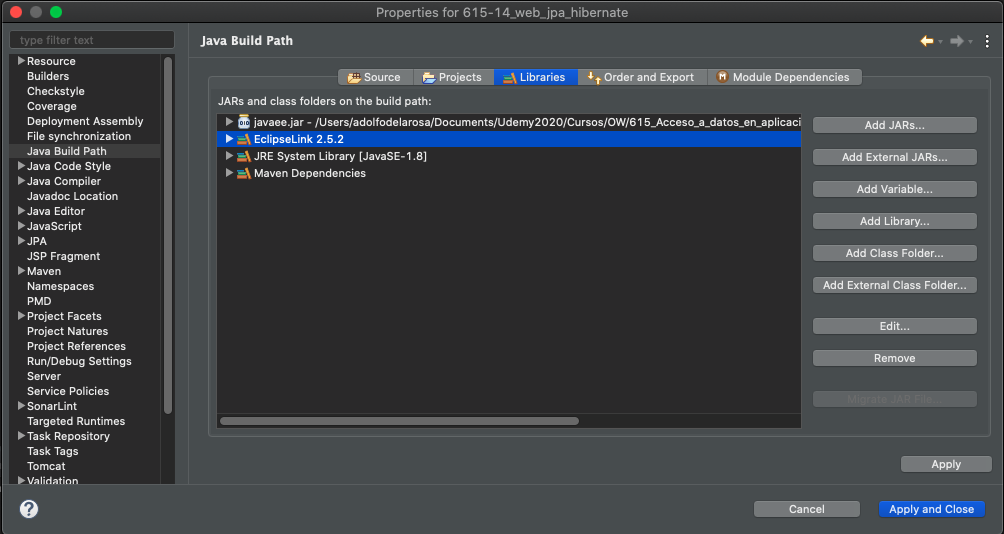 Properties for 615-14_web_jpa_hibernate
type filter text
Resource
Builders
Checkstyle
Coverage
Deployment Assembly
File synchronization
Java Build Path
Java Code Style
Java Compiler
Javadoc Location
Java Editor
JavaScript
JPA
JSP Fragment
Maven
Namespaces
PMD
Project Facets
Project Natures
Project References
Run/Debug Settings
Server
Service Policies
SonarLint
Targeted Runtimes
Task Repository
Task Tags
Tomcat
Validation
Java Build Path
Source Projects Libraries Order and Export Module Dependencies
JARs and class folders on the build path:
javaee.jar - /Users/adolfodelarosa/Documents/Udemy2020/Cursos/OW/615_Acceso_a_datos_en_aplicaci
EclipseLink 2.5.2
JRE System Library [JavaSE-1.8]
Maven Dependencies
Add JARs...
Add External JARs...
Add Variable...
Add Library...
Add Class Folder...
Add External Class Folder...
Edit...
Remove
Migrate JAR File...
Apply
?
Cancel Apply and Close